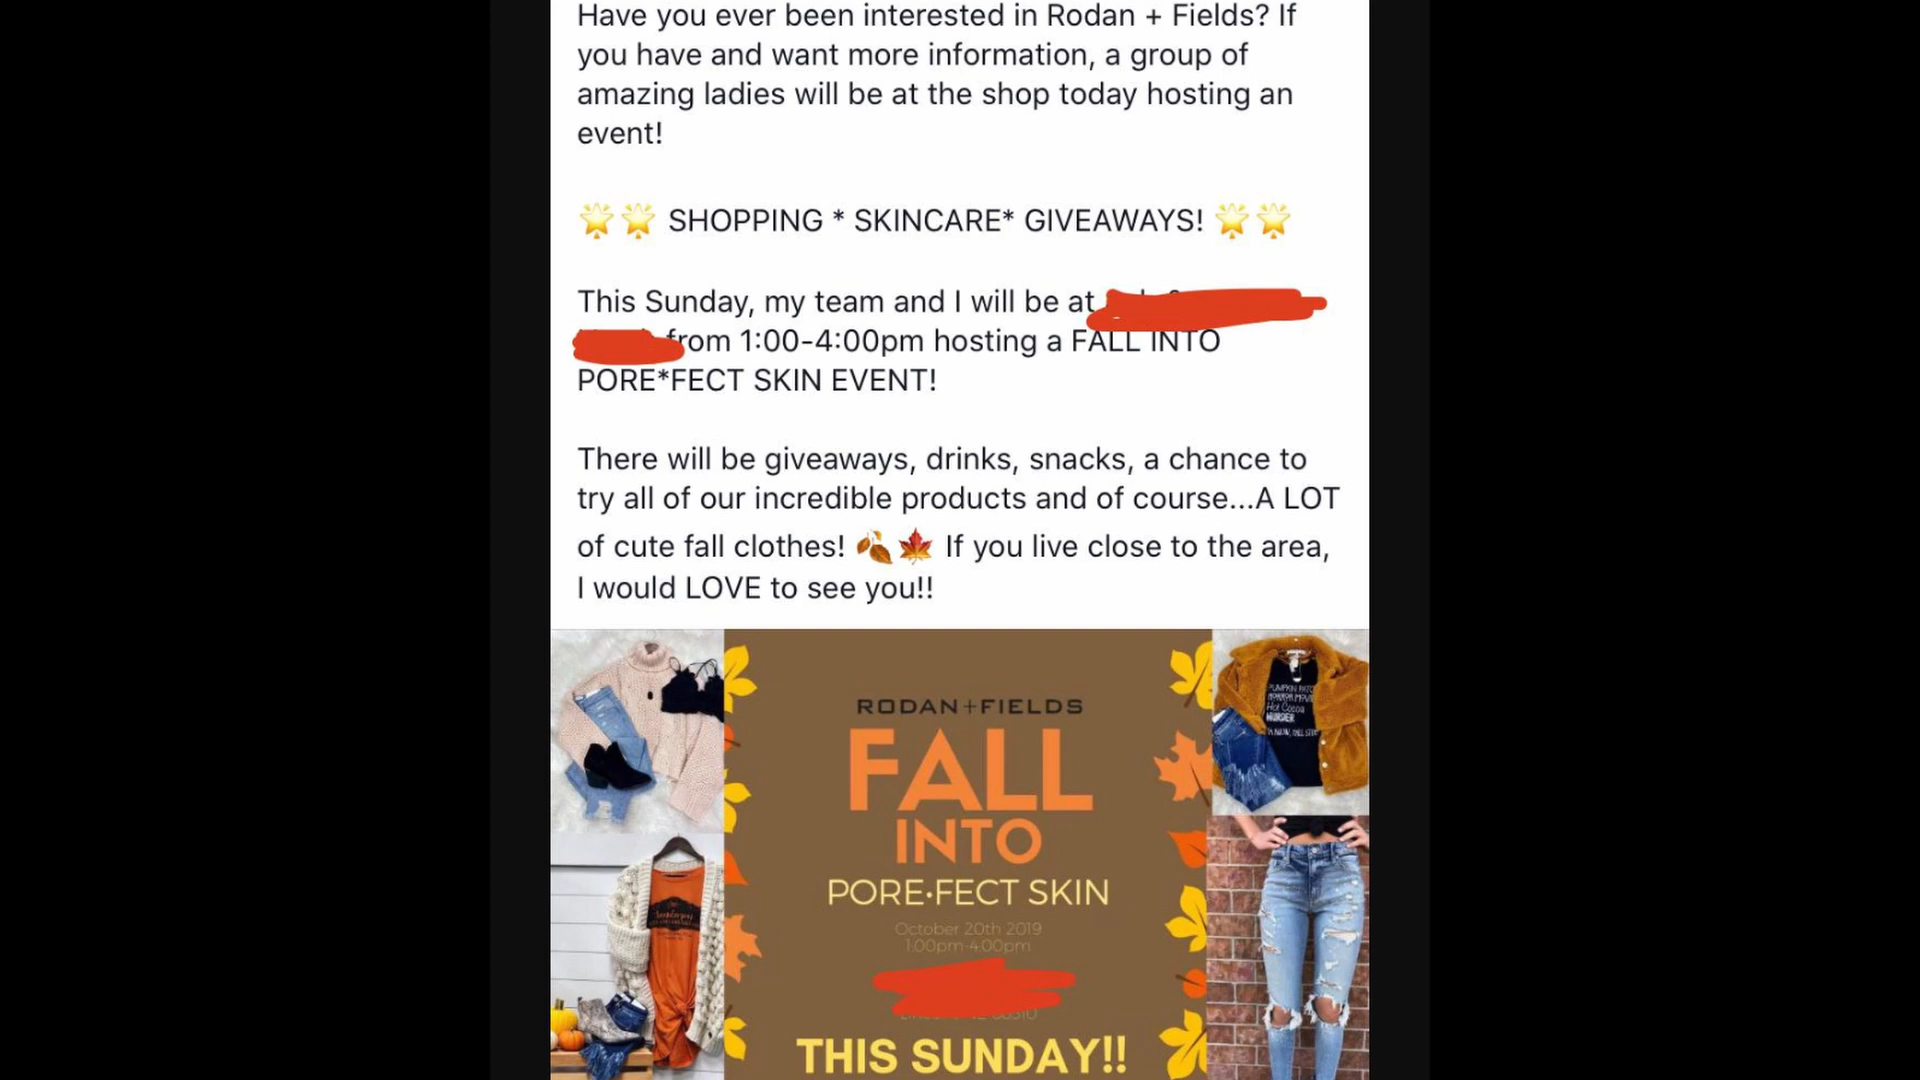 Have you ever been interested in Rodan + Fields? If
you have and want more information, a group of
amazing ladies will be at the shop today hosting an
event!
🌟🌟 SHOPPING * SKINCARE* GIVEAWAYS! 🌟🌟
This Sunday, my team and I will be at
from 1:00-4:00pm hosting a FALL INTO
PORE*FECT SKIN EVENT!
There will be giveaways, drinks, snacks, a chance to
try all of our incredible products and of course...A LOT
of cute fall clothes! 🍂🍁 If you live close to the area,
I would LOVE to see you!!
RODAN+FIELDS
FALL
INTO
PORE•FECT SKIN
October 20th 2019
1:00pm-4:00pm
THIS SUNDAY!!
PUMPKIN
HORROR
Hot Cocoa
MURDER